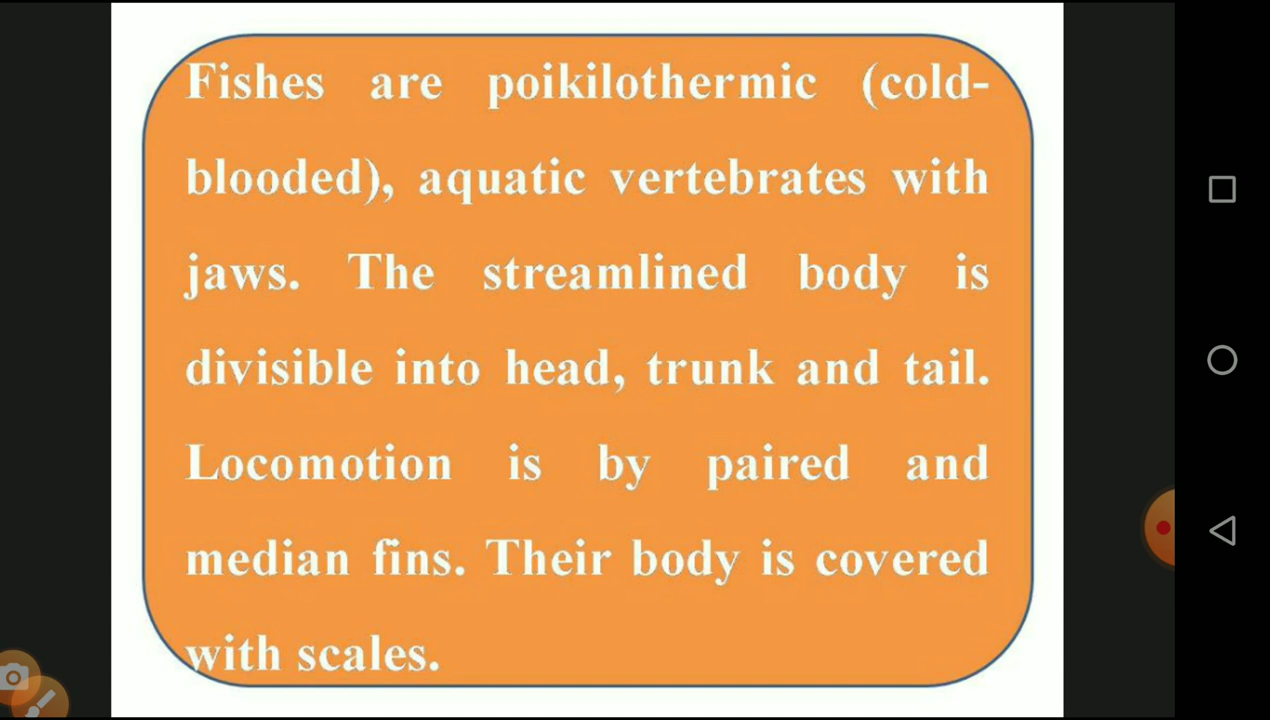 Fishes are poikilothermic (cold-
blooded), aquatic vertebrates with
jaws. The streamlined body is
divisible into head, trunk and tail.
Locomotion is by paired and
median fins. Their body is covered
with scales.